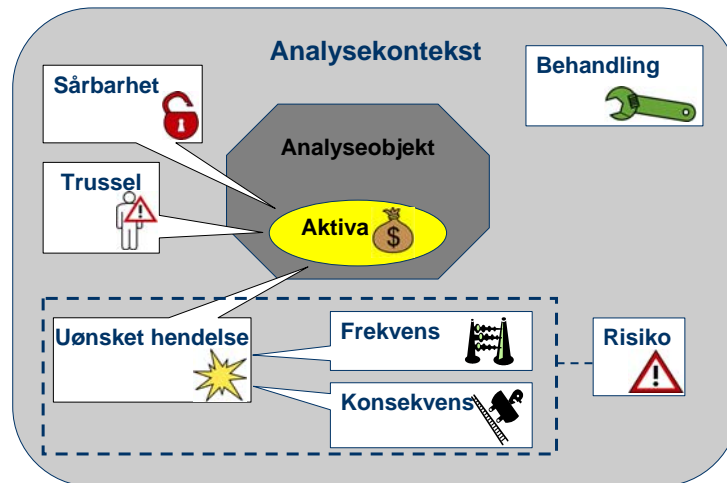 Analysekontekst
Behandling
Sårbarhet
Analyseobjekt
Trussel
Aktiva
$
Uønsket hendelse
Frekvens
Risiko
Konsekvens